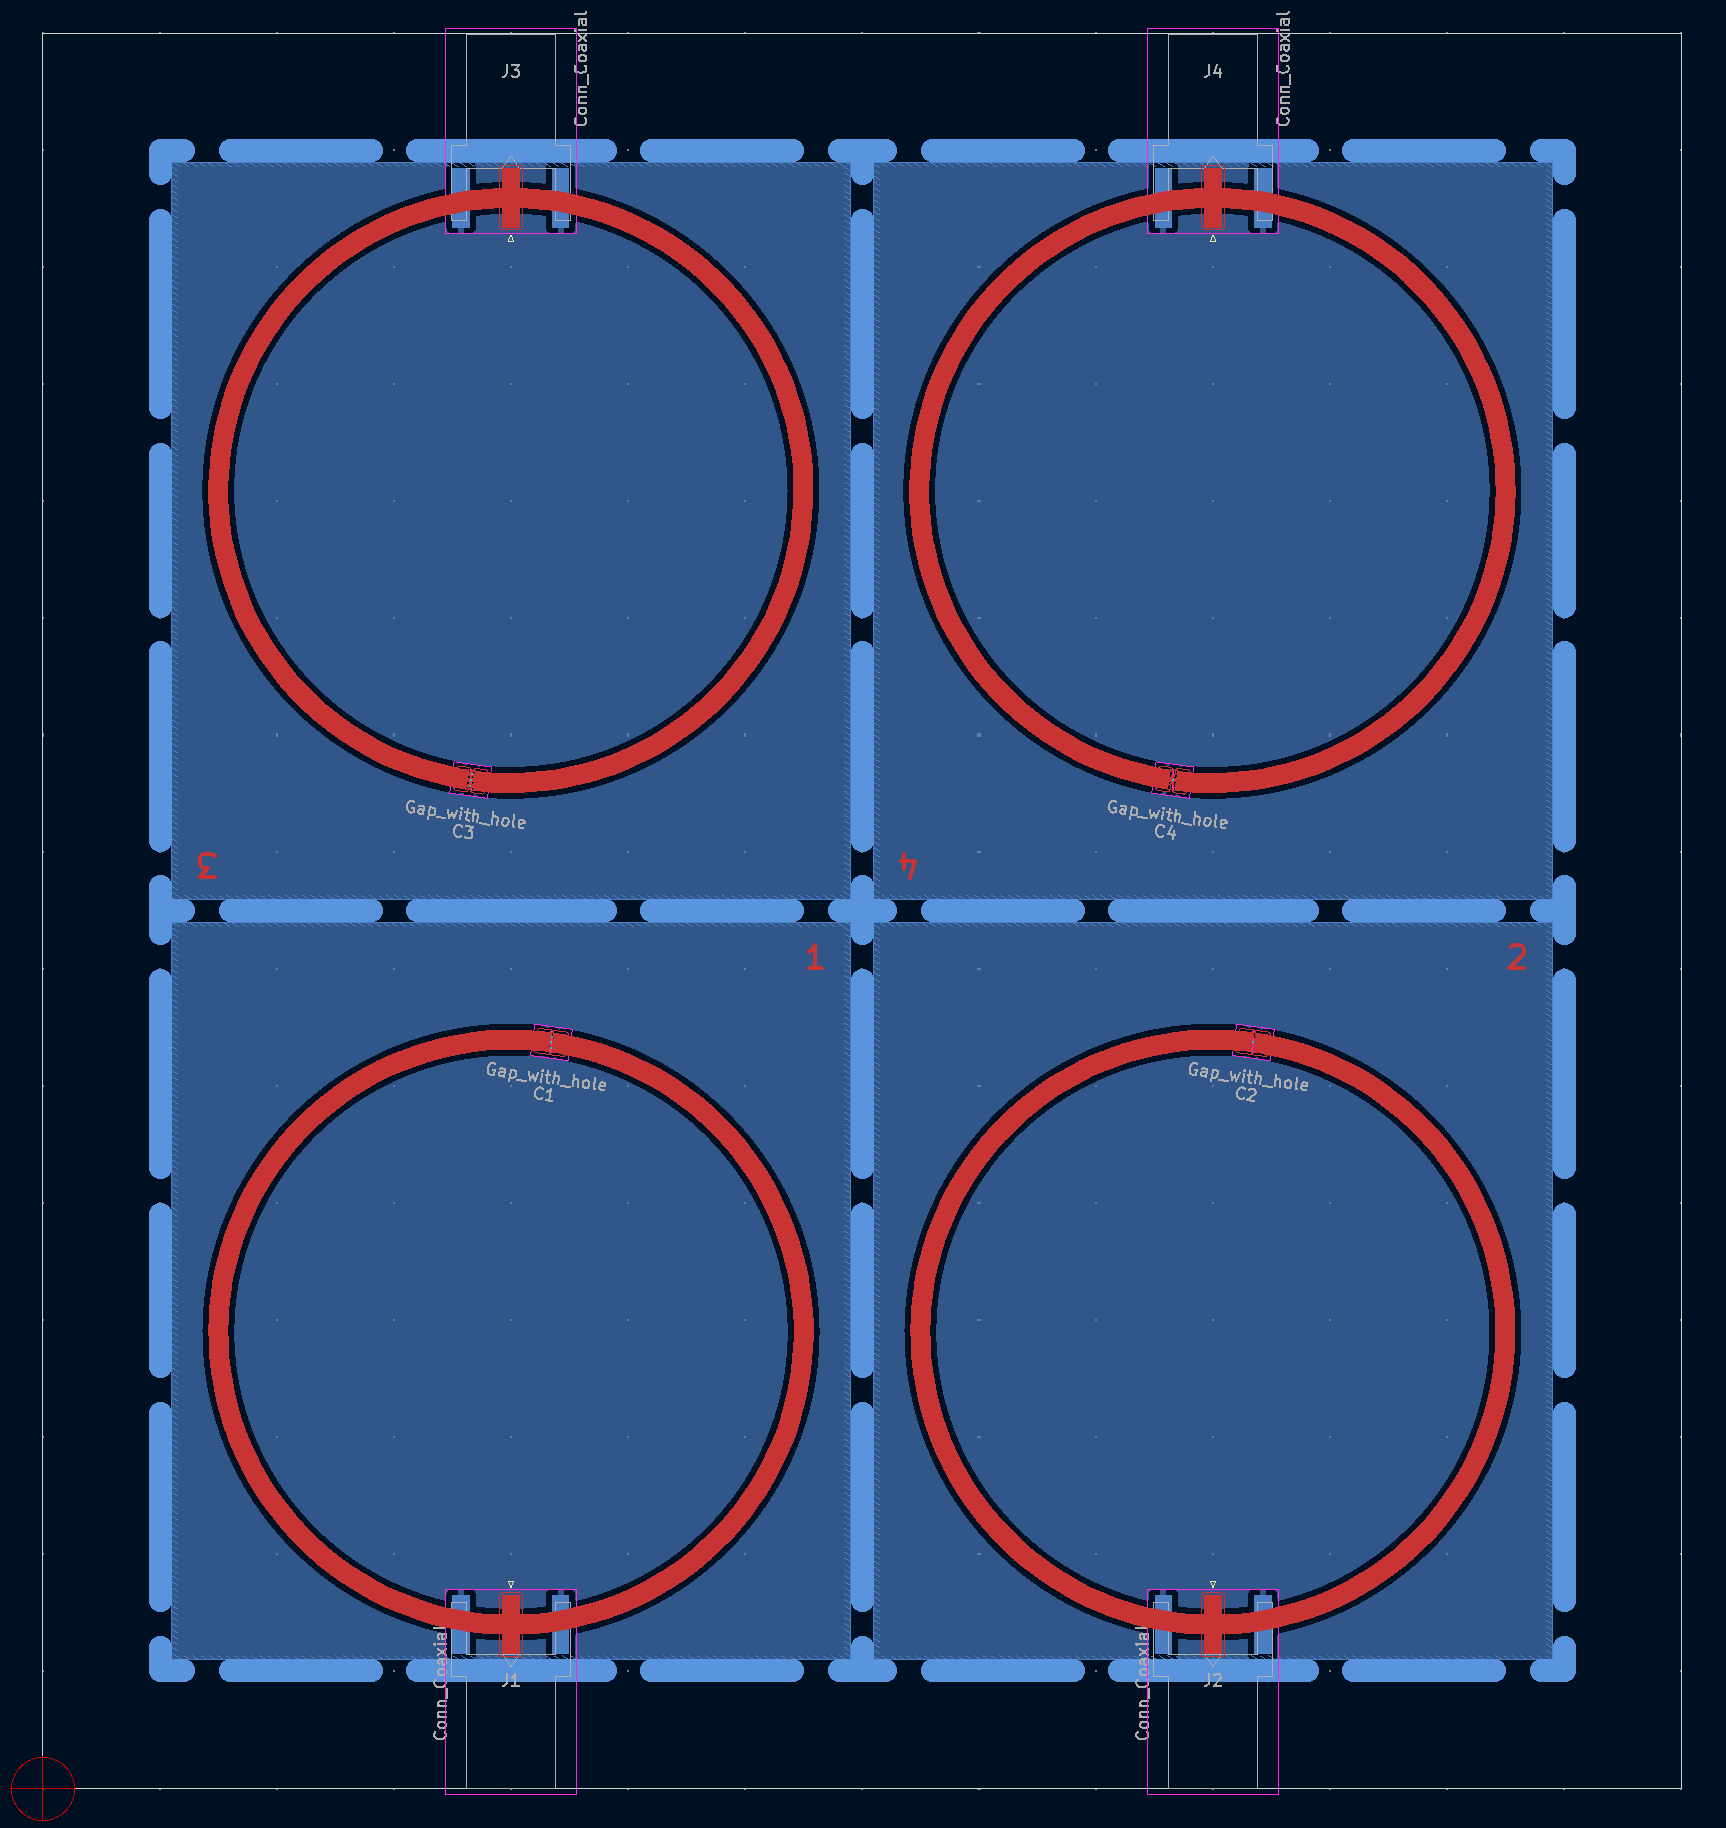 Conn_Coaxial
J3
Conn_Coaxial
J4
Gap_with_hole
C3
Gap_with_hole
C4
3
4
1
2
Gap_with_hole
C1
Gap_with_hole
C2
Conn_Coaxial
J1
Conn_Coaxial
J2